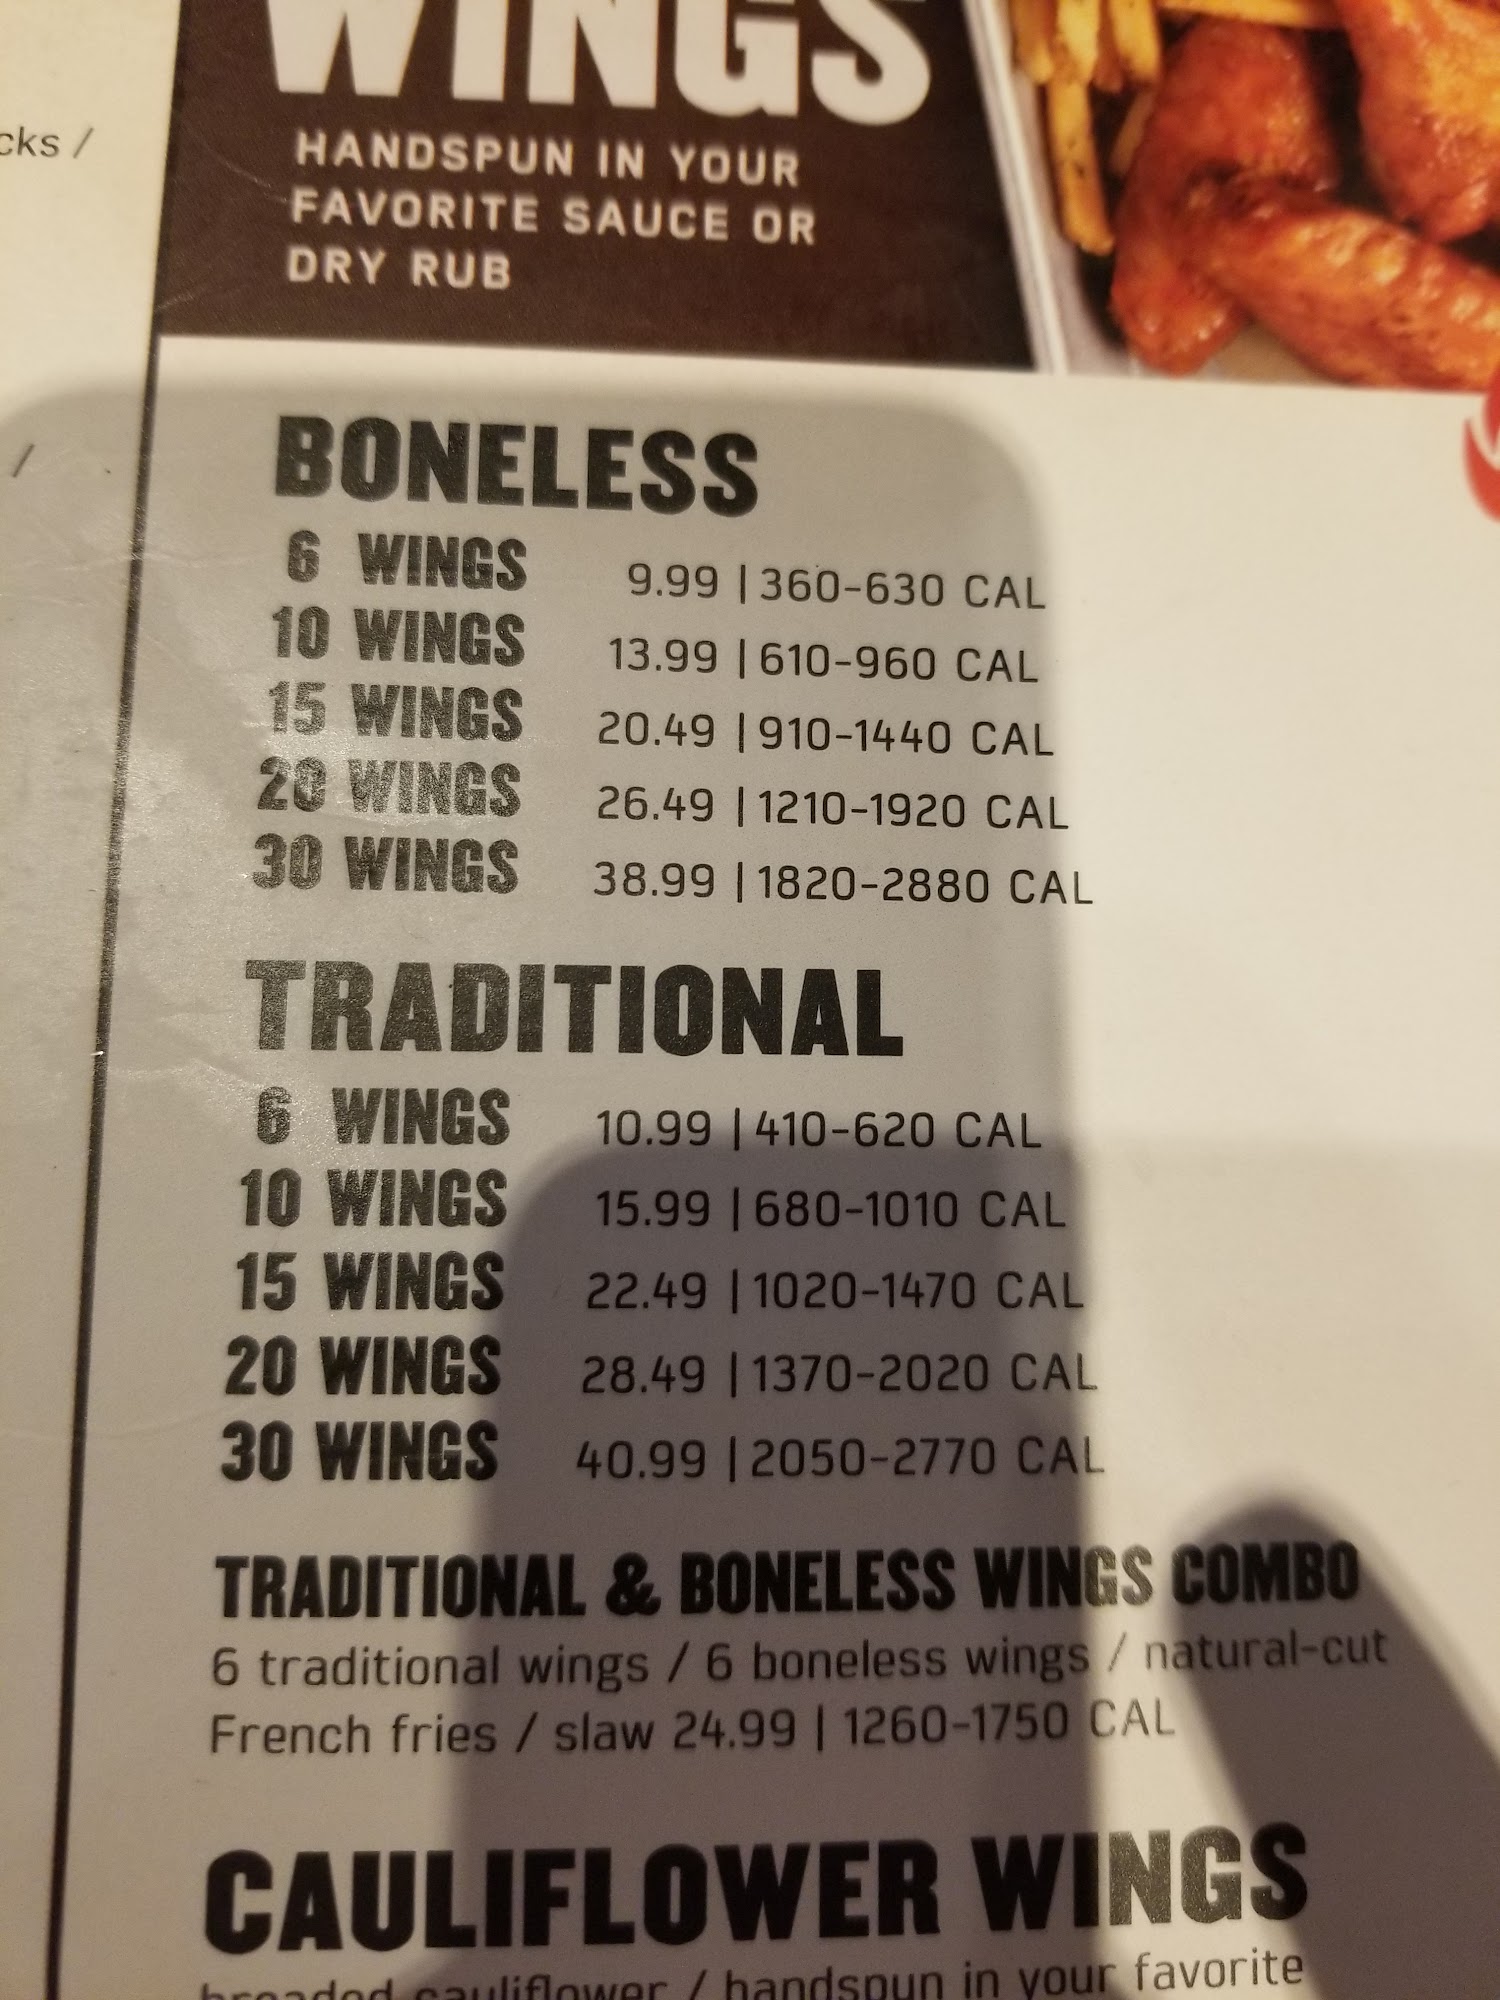 WINGS
HANDSPUN IN YOUR
FAVORITE SAUCE OR
DRY RUB
cks /
/
BONELESS
6 WINGS 9.99 | 360-630 CAL
10 WINGS 13.99 | 610-960 CAL
15 WINGS 20.49 | 910-1440 CAL
20 WINGS 26.49 | 1210-1920 CAL
30 WINGS 38.99 | 1820-2880 CAL
TRADITIONAL
6 WINGS 10.99 | 410-620 CAL
10 WINGS 15.99 | 680-1010 CAL
15 WINGS 22.49 | 1020-1470 CAL
20 WINGS 28.49 | 1370-2020 CAL
30 WINGS 40.99 | 2050-2770 CAL
TRADITIONAL & BONELESS WINGS COMBO
6 traditional wings / 6 boneless wings / natural-cut
French fries / slaw 24.99 | 1260-1750 CAL
CAULIFLOWER WINGS
breaded cauliflower / handspun in your favorite